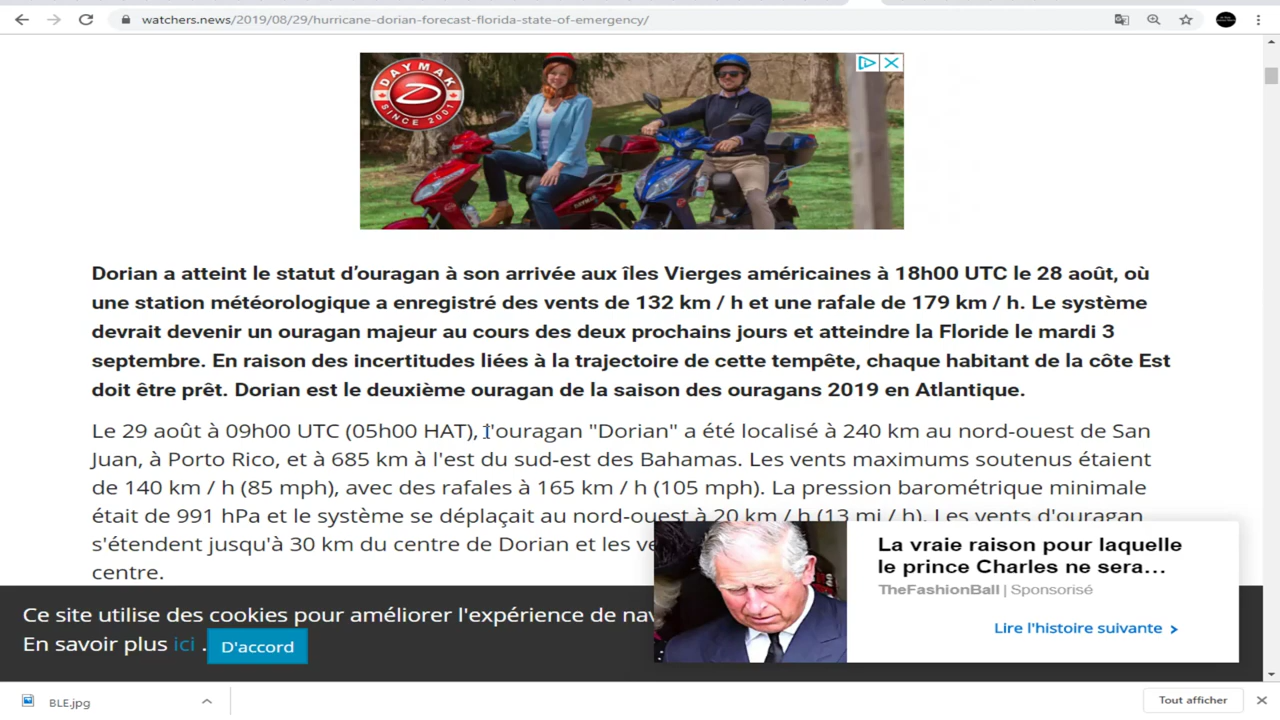 watchers.news/2019/08/29/hurricane-dorian-forecast-florida-state-of-emergency/
DAYMAK
SINCE 2001
DAYMAK
Dorian a atteint le statut d’ouragan à son arrivée aux îles Vierges américaines à 18h00 UTC le 28 août, où
une station météorologique a enregistré des vents de 132 km / h et une rafale de 179 km / h. Le système
devrait devenir un ouragan majeur au cours des deux prochains jours et atteindre la Floride le mardi 3
septembre. En raison des incertitudes liées à la trajectoire de cette tempête, chaque habitant de la côte Est
doit être prêt. Dorian est le deuxième ouragan de la saison des ouragans 2019 en Atlantique.
Le 29 août à 09h00 UTC (05h00 HAT), l'ouragan "Dorian" a été localisé à 240 km au nord-ouest de San
Juan, à Porto Rico, et à 685 km à l'est du sud-est des Bahamas. Les vents maximums soutenus étaient
de 140 km / h (85 mph), avec des rafales à 165 km / h (105 mph). La pression barométrique minimale
était de 991 hPa et le système se déplaçait au nord-ouest à 20 km / h (13 mi / h). Les vents d'ouragan
s'étendent jusqu'à 30 km du centre de Dorian et les ve
centre.
La vraie raison pour laquelle
le prince Charles ne sera...
TheFashionBall | Sponsorisé
Lire l'histoire suivante
Ce site utilise des cookies pour améliorer l'expérience de nav
En savoir plus ici . D'accord
BLE.jpg
Tout afficher